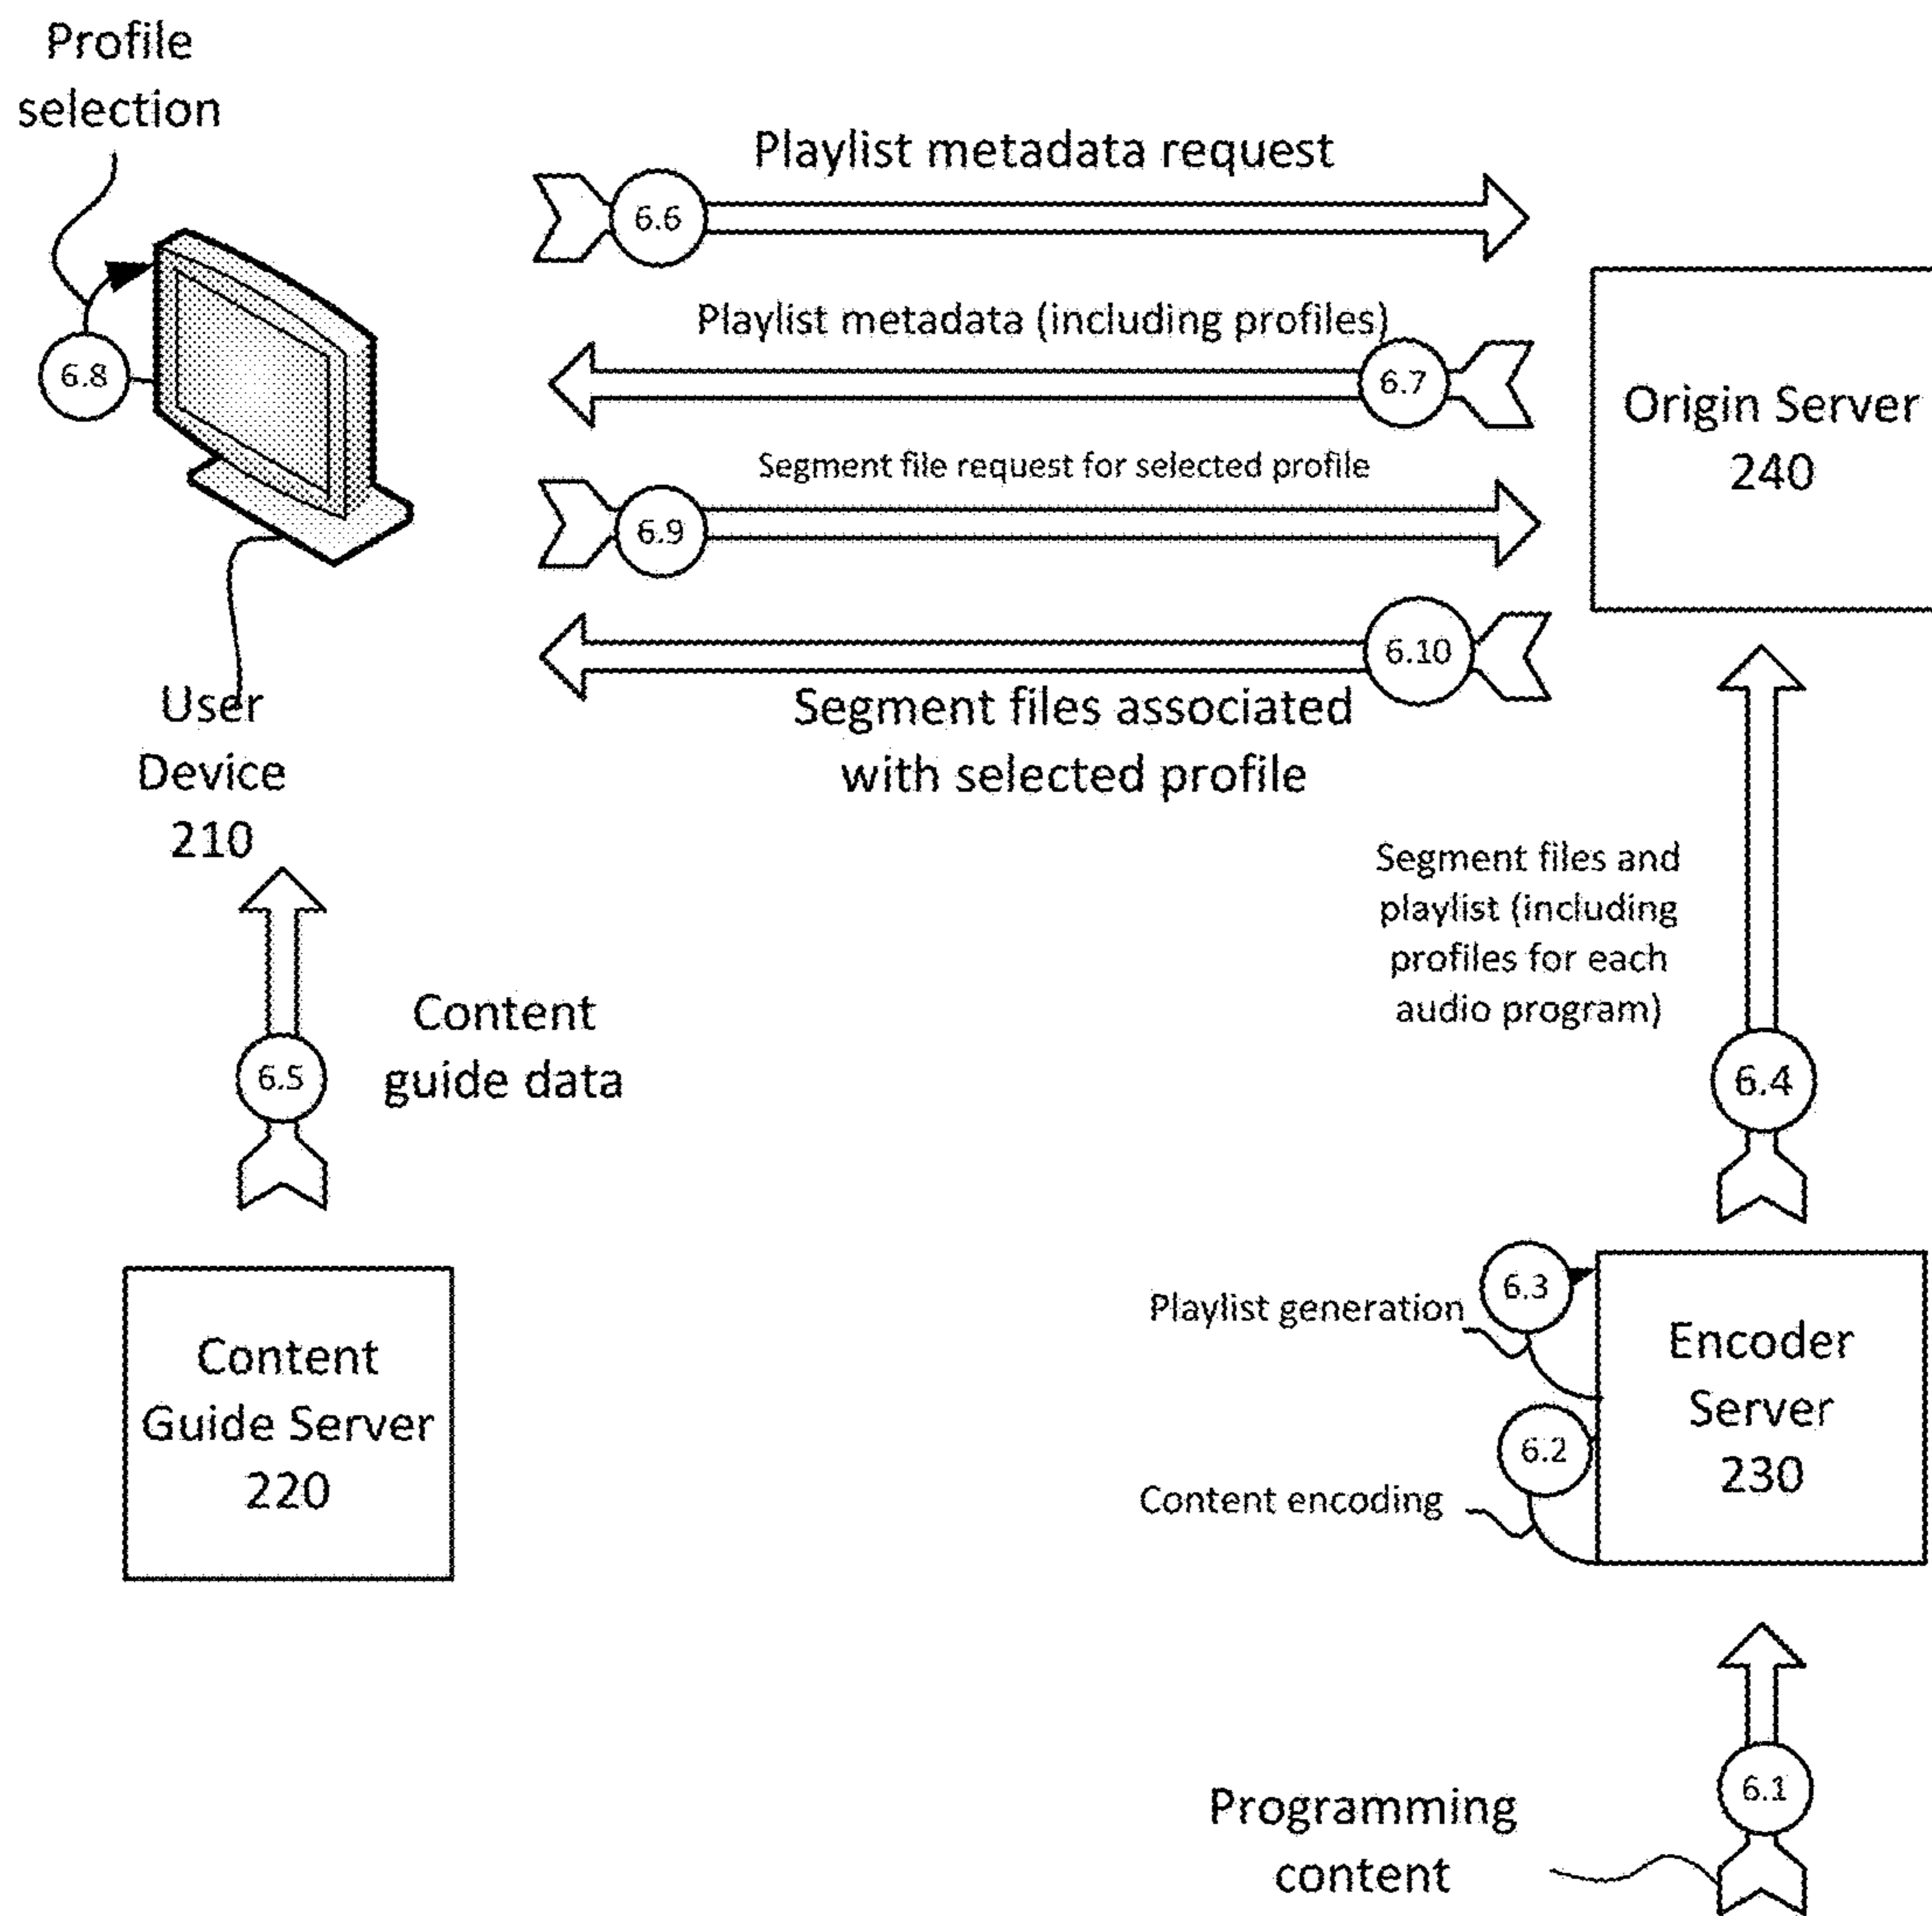 Profile
selection
Playlist metadata request
6.6
Playlist metadata (including profiles)
6.7
6.8
Origin Server
240
Segment file request for selected profile
6.9
6.10
Segment files associated
with selected profile
User
Device
210
Segment files and
playlist (including
profiles for each
audio program)
Content
guide data
6.5
6.4
Content
Guide Server
220
Playlist generation
6.3
Encoder
Server
230
6.2
Content encoding
Programming
content
6.1